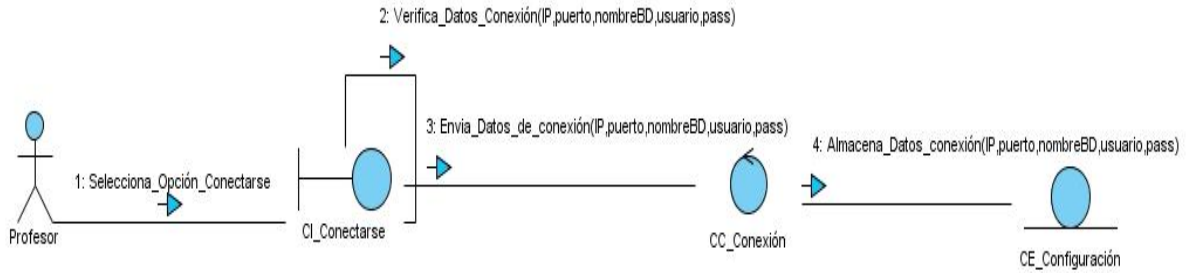 2: Verifica_Datos_Conexión(IP,puerto,nombreBD,usuario,pass)
3: Envia_Datos_de_conexión(IP,puerto,nombreBD,usuario,pass)
4: Almacena_Datos_conexión(IP,puerto,nombreBD,usuario,pass)
1: Selecciona_Opción_Conectarse
Profesor
CI_Conectarse
CC_Conexión
CE_Configuración